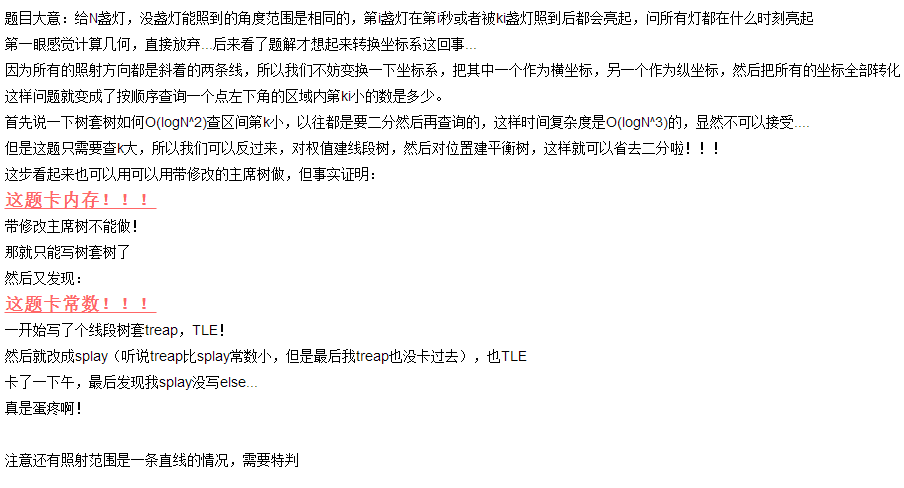 题目大意：给N盏灯，没盏灯能照到的角度范围是相同的，第i盏灯在第i秒或者被ki盏灯照到后都会亮起，问所有灯都在什么时刻亮起
第一眼感觉计算几何，直接放弃...后来看了题解才想起来转换坐标系这回事...
因为所有的照射方向都是斜着的两条线，所以我们不妨变换一下坐标系，把其中一个作为横坐标，另一个作为纵坐标，然后把所有的坐标全部转化
这样问题就变成了按顺序查询一个点左下角的区域内第ki小的数是多少。
首先说一下树套树如何O(logN^2)查区间第k小，以往都是要二分然后再查询的，这样时间复杂度是O(logN^3)的，显然不可以接受....
但是这题只需要查k大，所以我们可以反过来，对权值建线段树，然后对位置建平衡树，这样就可以省去二分啦！！！
这步看起来也可以用可以用带修改的主席树做，但事实证明：
这题卡内存！！！
带修改主席树不能做！
那就只能写树套树了
然后又发现：
这题卡常数！！！
一开始写了个线段树套treap，TLE！
然后就改成splay（听说treap比splay常数小，但是最后我treap也没卡过去），也TLE
卡了一下午，最后发现我splay没写else...
真是蛋疼啊！
注意还有照射范围是一条直线的情况，需要特判